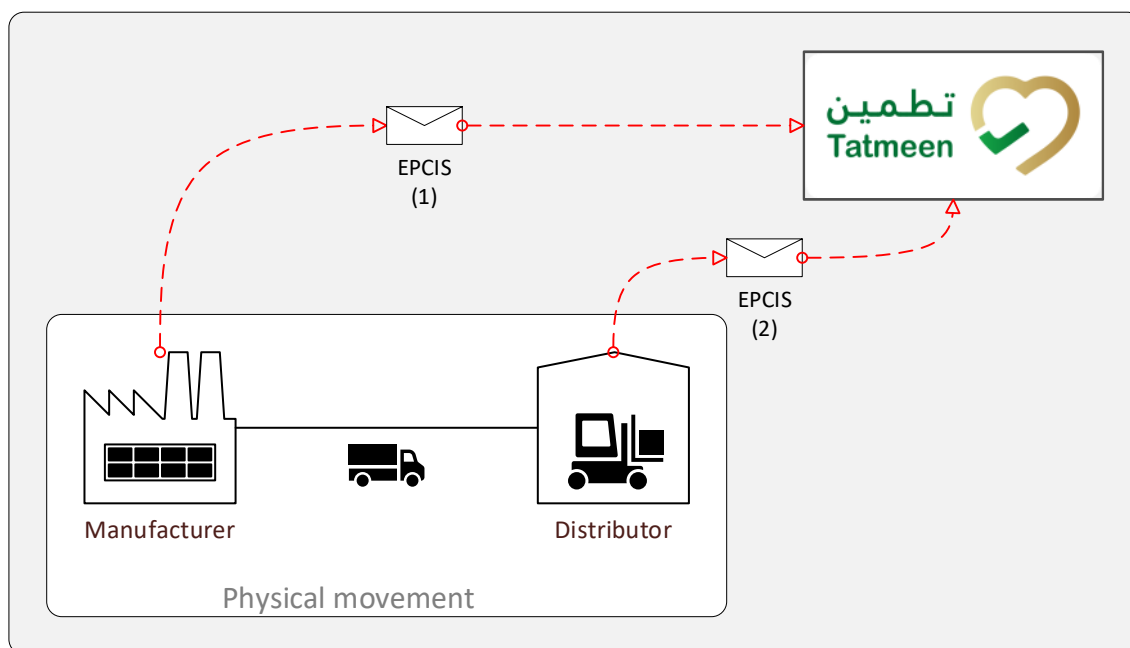 تطمين
Tatmeen
EPCIS
(1)
EPCIS
(2)
Manufacturer
Distributor
Physical movement